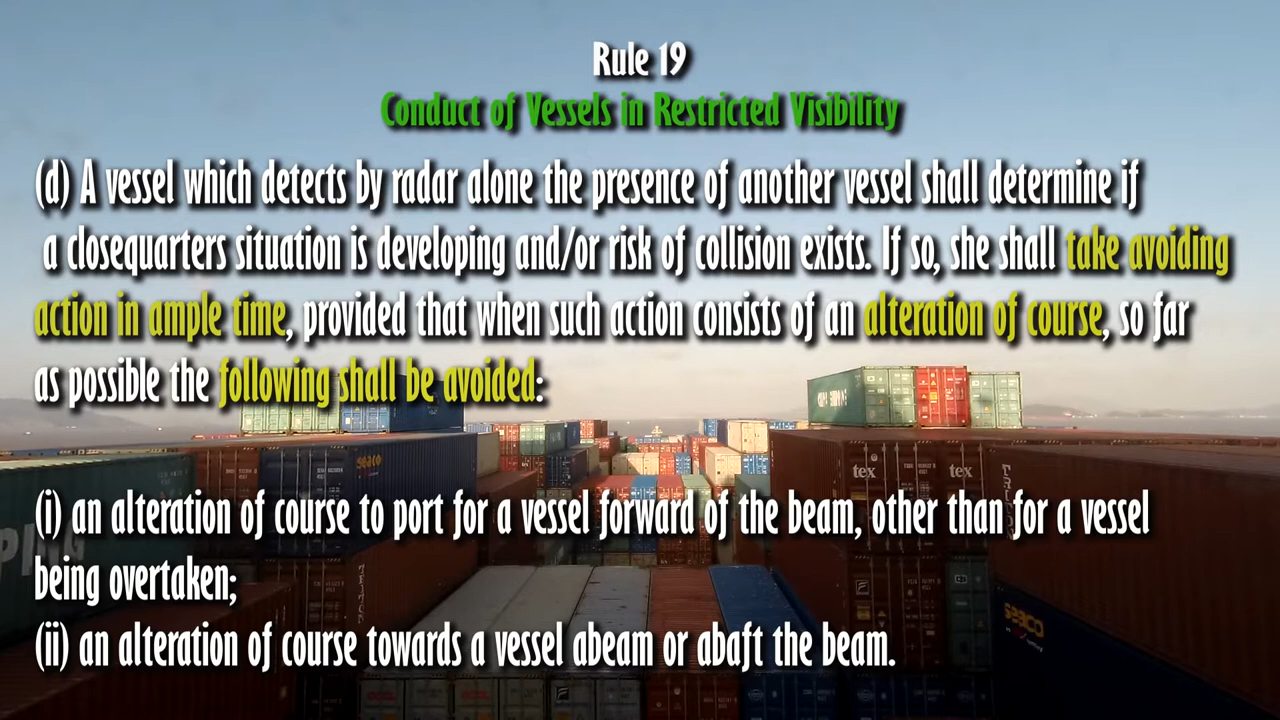 Rule 19
Conduct of Vessels in Restricted Visibility
(d) A vessel which detects by radar alone the presence of another vessel shall determine if
a closequarters situation is developing and/or risk of collision exists. If so, she shall take avoiding
action in ample time, provided that when such action consists of an alteration of course, so far
as possible the following shall be avoided:
(i) an alteration of course to port for a vessel forward of the beam, other than for a vessel
being overtaken;
(ii) an alteration of course towards a vessel abeam or abaft the beam.
seaco
tex
tex
seaco